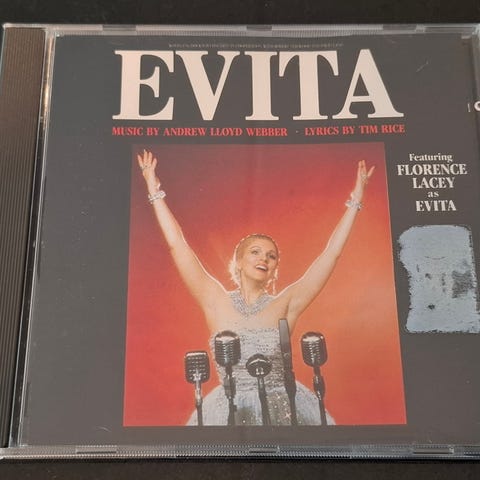 EVITA
MUSIC BY ANDREW LLOYD WEBBER · LYRICS BY TIM RICE
Featuring
FLORENCE
LACEY
as
EVITA